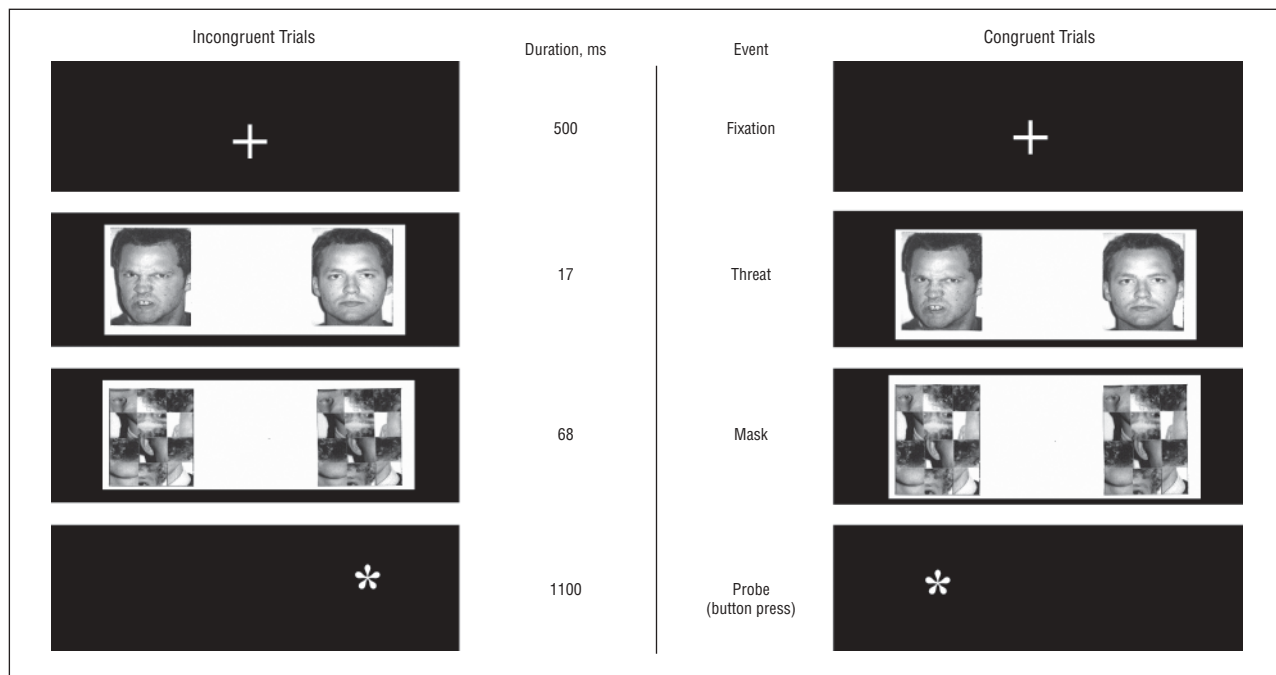 Incongruent Trials
Duration, ms
Event
Congruent Trials
500
Fixation
17
Threat
68
Mask
1100
Probe
(button press)